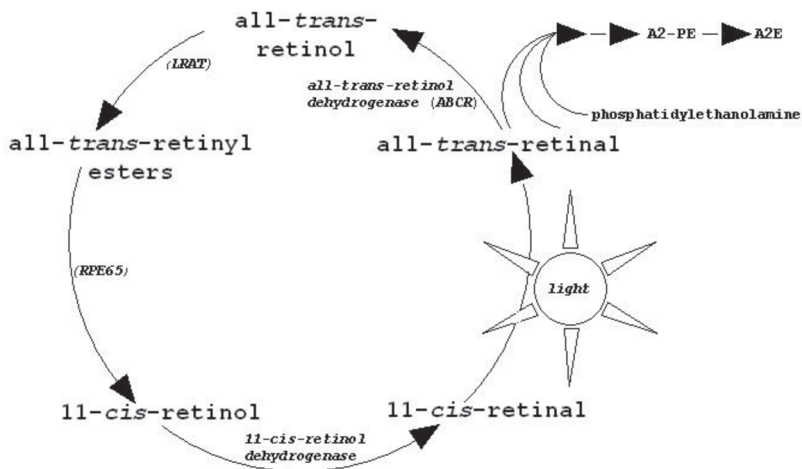 all-trans-
retinol
A2-PE
A2E
(LRAT)
all-trans-retinol
dehydrogenase (ABCR)
phosphatidylethanolamine
all-trans-retinyl
esters
all-trans-retinal
(RPE65)
light
11-cis-retinol
11-cis-retinal
11-cis-retinol
dehydrogenase